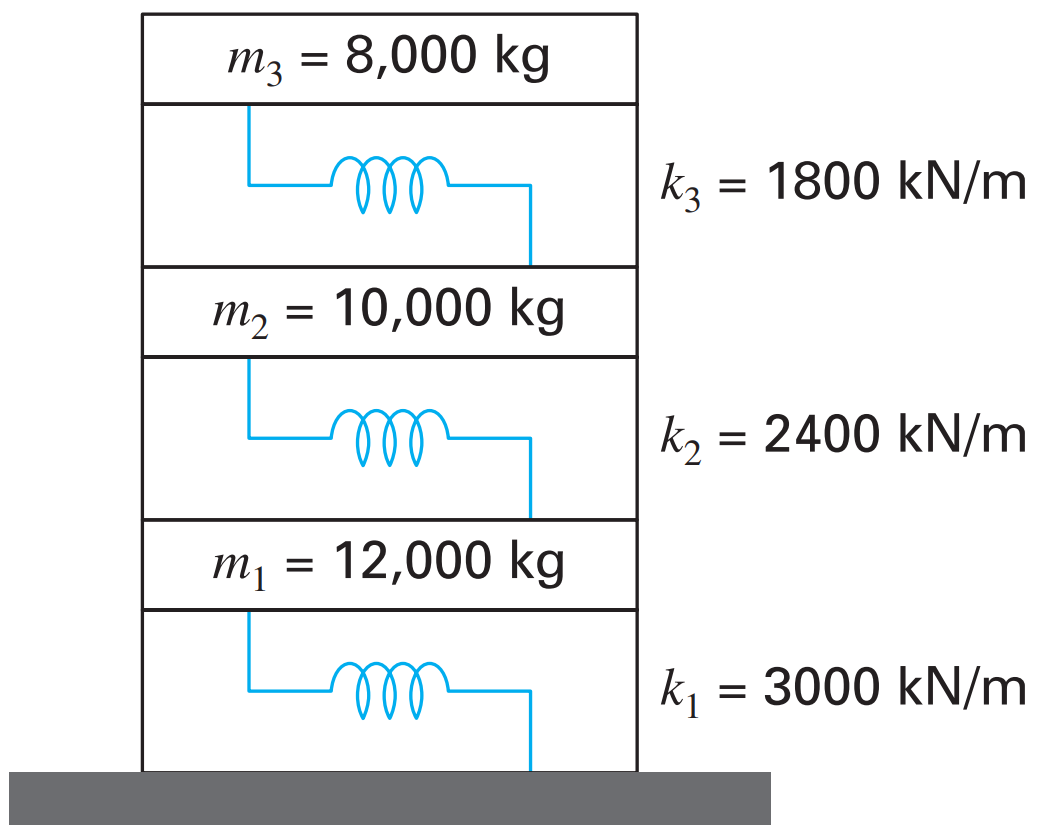 m₃ = 8,000 kg
k₃ = 1800 kN/m
m₂ = 10,000 kg
k₂ = 2400 kN/m
m₁ = 12,000 kg
k₁ = 3000 kN/m